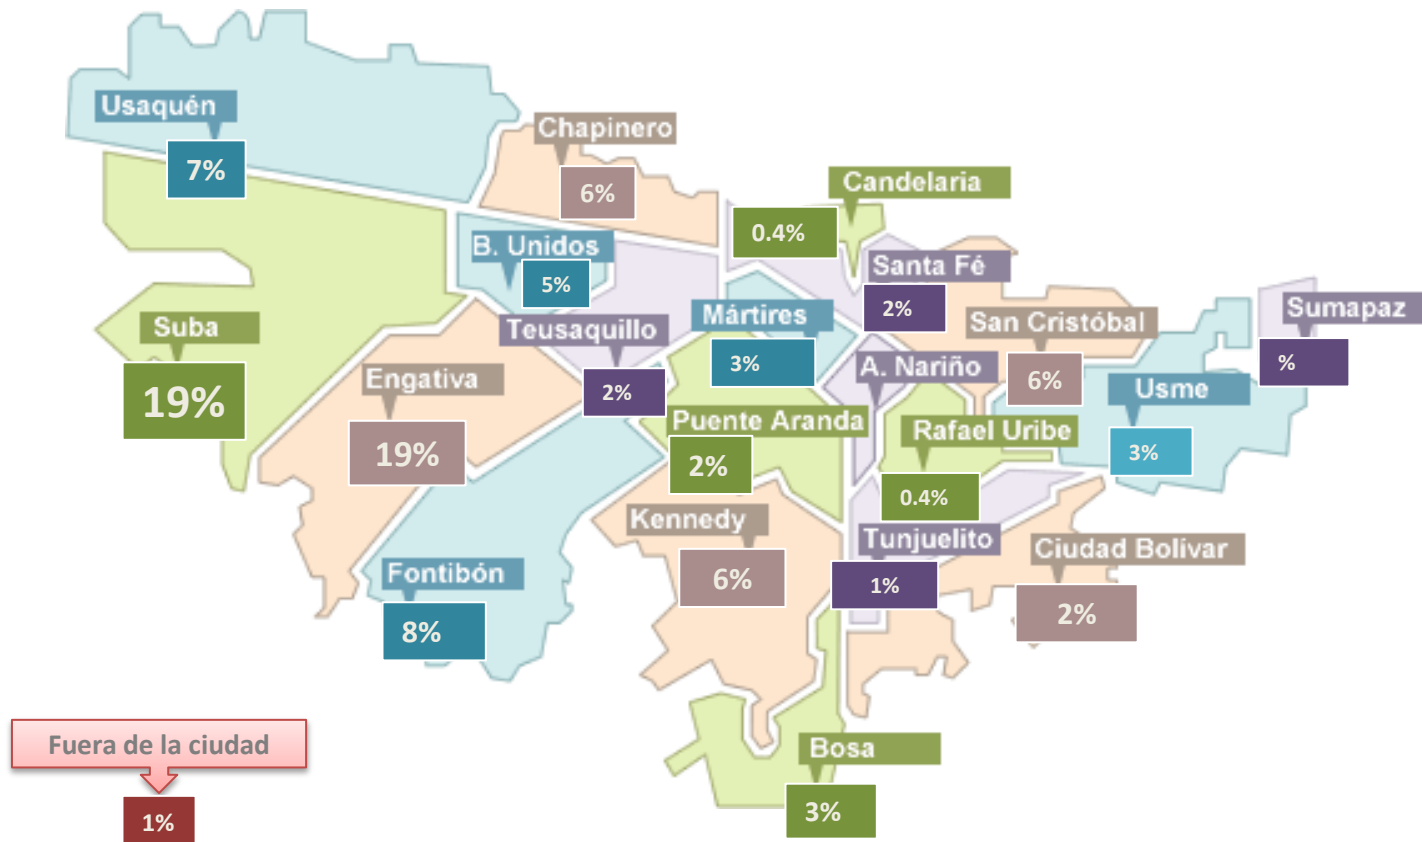 Usaquén
7%
Chapinero
6%
Candelaria
0.4%
B. Unidos
5%
Santa Fé
2%
Sumapaz
%
Suba
19%
Teusaquillo
2%
Mártires
3%
San Cristóbal
6%
A. Nariño
Usme
3%
Engativa
19%
Puente Aranda
2%
Rafael Uribe
0.4%
Kennedy
6%
Tunjuelito
1%
Ciudad Bolívar
2%
Fontibón
8%
Fuera de la ciudad
1%
Bosa
3%